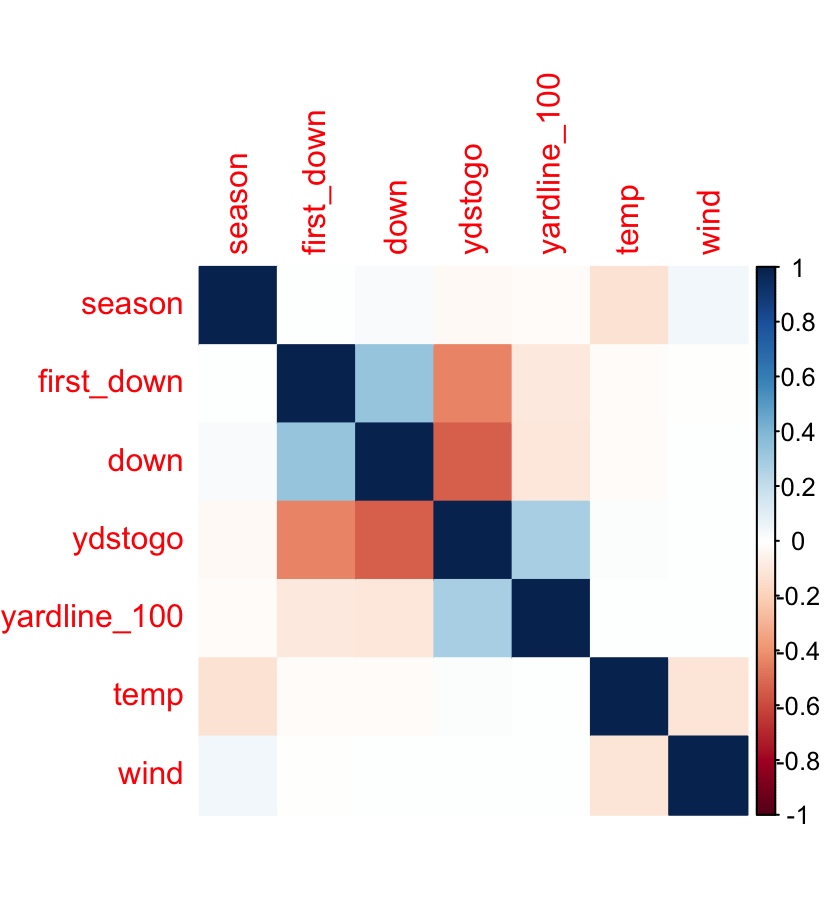 season
first_down
down
ydstogo
yardline_100
temp
wind
season
first_down
down
ydstogo
yardline_100
temp
wind
1
0.8
0.6
0.4
0.2
0
-0.2
-0.4
-0.6
-0.8
-1